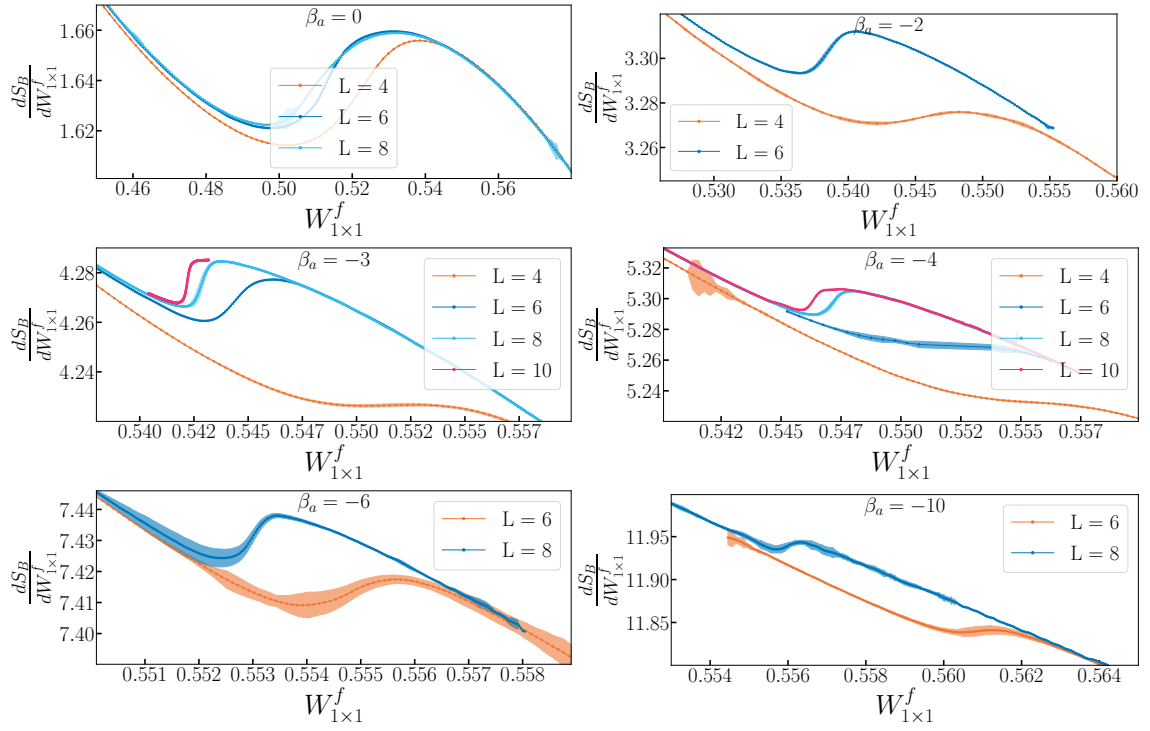 β_a = 0
1.66
1.64
1.62
dS_B / dW^f_{1×1}
L = 4
L = 6
L = 8
0.46 0.48 0.50 0.52 0.54 0.56
W^f_{1×1}
β_a = −2
3.30
3.28
3.26
dS_B / dW^f_{1×1}
L = 4
L = 6
0.530 0.535 0.540 0.545 0.550 0.555 0.560
W^f_{1×1}
β_a = −3
4.28
4.26
4.24
dS_B / dW^f_{1×1}
L = 4
L = 6
L = 8
L = 10
0.540 0.542 0.545 0.547 0.550 0.552 0.555 0.557
W^f_{1×1}
β_a = −4
5.32
5.30
5.28
5.26
5.24
dS_B / dW^f_{1×1}
L = 4
L = 6
L = 8
L = 10
0.542 0.545 0.547 0.550 0.552 0.555 0.557
W^f_{1×1}
β_a = −6
7.44
7.43
7.42
7.41
7.40
dS_B / dW^f_{1×1}
L = 6
L = 8
0.551 0.552 0.553 0.554 0.555 0.556 0.557 0.558
W^f_{1×1}
β_a = −10
11.95
11.90
11.85
dS_B / dW^f_{1×1}
L = 6
L = 8
0.554 0.556 0.558 0.560 0.562 0.564
W^f_{1×1}